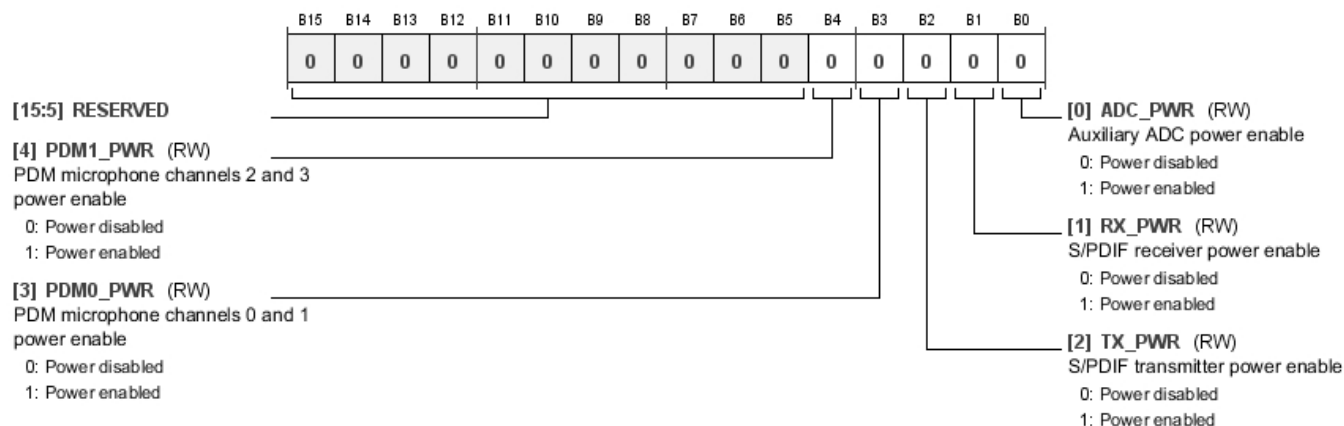 B15 B14 B13 B12 B11 B10 B9 B8 B7 B6 B5 B4 B3 B2 B1 B0
0 0 0 0 0 0 0 0 0 0 0 0 0 0 0 0
[15:5] RESERVED
[4] PDM1_PWR (RW)
PDM microphone channels 2 and 3
power enable
0: Power disabled
1: Power enabled
[3] PDM0_PWR (RW)
PDM microphone channels 0 and 1
power enable
0: Power disabled
1: Power enabled
[0] ADC_PWR (RW)
Auxiliary ADC power enable
0: Power disabled
1: Power enabled
[1] RX_PWR (RW)
S/PDIF receiver power enable
0: Power disabled
1: Power enabled
[2] TX_PWR (RW)
S/PDIF transmitter power enable
0: Power disabled
1: Power enabled